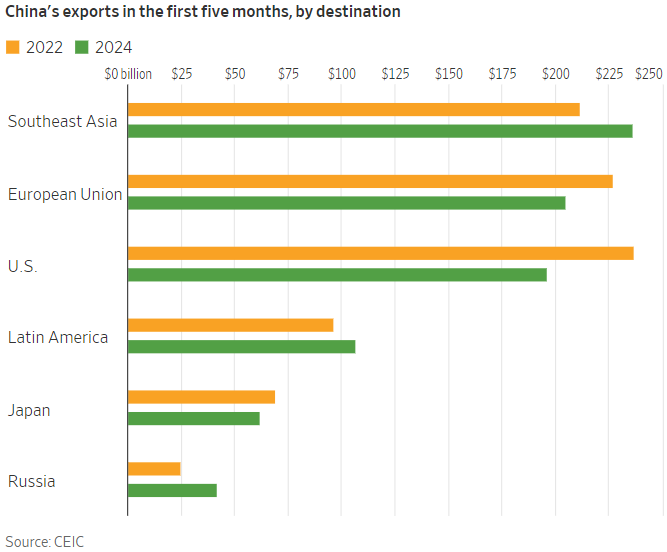 China's exports in the first five months, by destination
2022 2024
$0 billion $25 $50 $75 $100 $125 $150 $175 $200 $225 $250
Southeast Asia
European Union
U.S.
Latin America
Japan
Russia
Source: CEIC